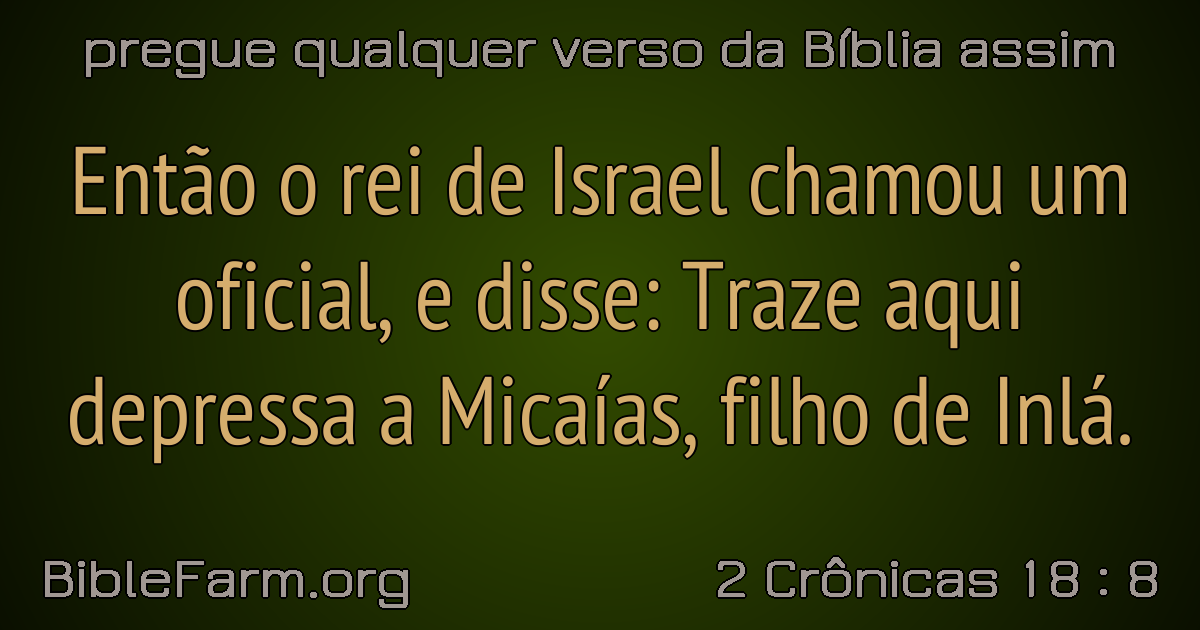 pregue qualquer verso da Bíblia assim
Então o rei de Israel chamou um
oficial, e disse: Traze aqui
depressa a Micaías, filho de Inlá.
BibleFarm.org
2 Crônicas 18 : 8